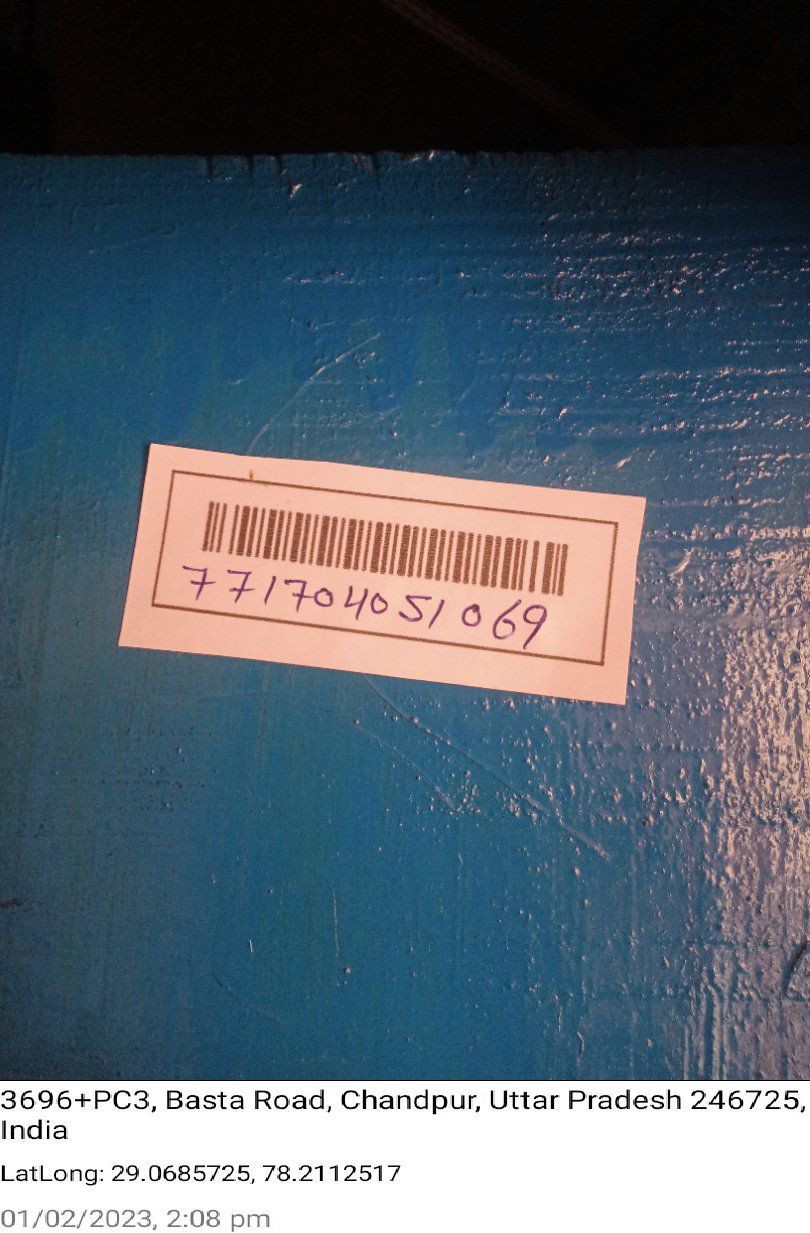 771704051069
3696+PC3, Basta Road, Chandpur, Uttar Pradesh 246725,
India
LatLong: 29.0685725, 78.2112517
01/02/2023, 2:08 pm